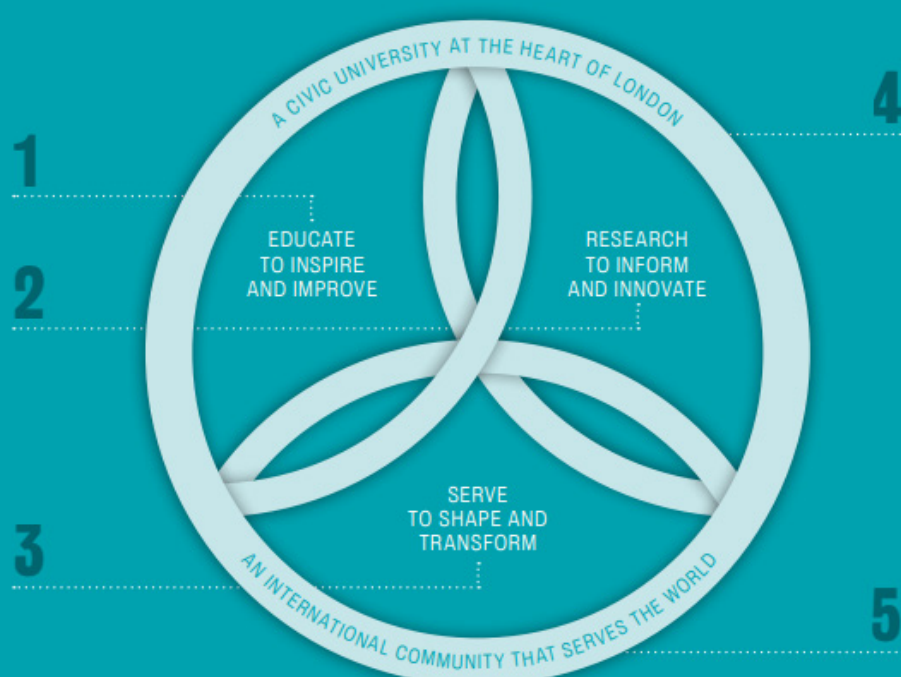 A CIVIC UNIVERSITY AT THE HEART OF LONDON
4
1
EDUCATE
TO INSPIRE
AND IMPROVE
RESEARCH
TO INFORM
AND INNOVATE
2
SERVE
TO SHAPE AND
TRANSFORM
3
AN INTERNATIONAL COMMUNITY THAT SERVES THE WORLD
5